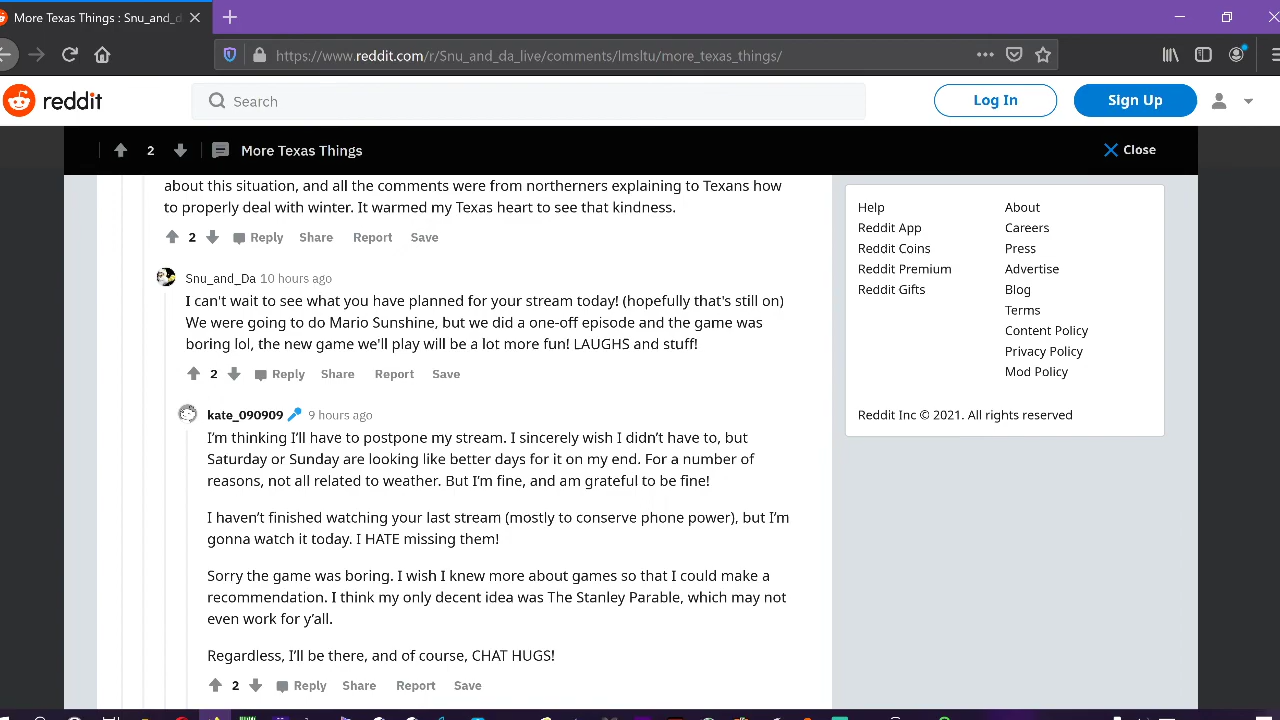 More Texas Things : Snu_and_d
https://www.reddit.com/r/Snu_and_da_live/comments/lmsltu/more_texas_things/
reddit
Search
Log In
Sign Up
2
More Texas Things
Close
about this situation, and all the comments were from northerners explaining to Texans how
to properly deal with winter. It warmed my Texas heart to see that kindness.
2 Reply Share Report Save
Snu_and_Da 10 hours ago
I can't wait to see what you have planned for your stream today! (hopefully that's still on)
We were going to do Mario Sunshine, but we did a one-off episode and the game was
boring lol, the new game we'll play will be a lot more fun! LAUGHS and stuff!
2 Reply Share Report Save
kate_090909 9 hours ago
I’m thinking I’ll have to postpone my stream. I sincerely wish I didn’t have to, but
Saturday or Sunday are looking like better days for it on my end. For a number of
reasons, not all related to weather. But I’m fine, and am grateful to be fine!
I haven’t finished watching your last stream (mostly to conserve phone power), but I’m
gonna watch it today. I HATE missing them!
Sorry the game was boring. I wish I knew more about games so that I could make a
recommendation. I think my only decent idea was The Stanley Parable, which may not
even work for y’all.
Regardless, I’ll be there, and of course, CHAT HUGS!
2 Reply Share Report Save
Help
Reddit App
Reddit Coins
Reddit Premium
Reddit Gifts
About
Careers
Press
Advertise
Blog
Terms
Content Policy
Privacy Policy
Mod Policy
Reddit Inc © 2021. All rights reserved